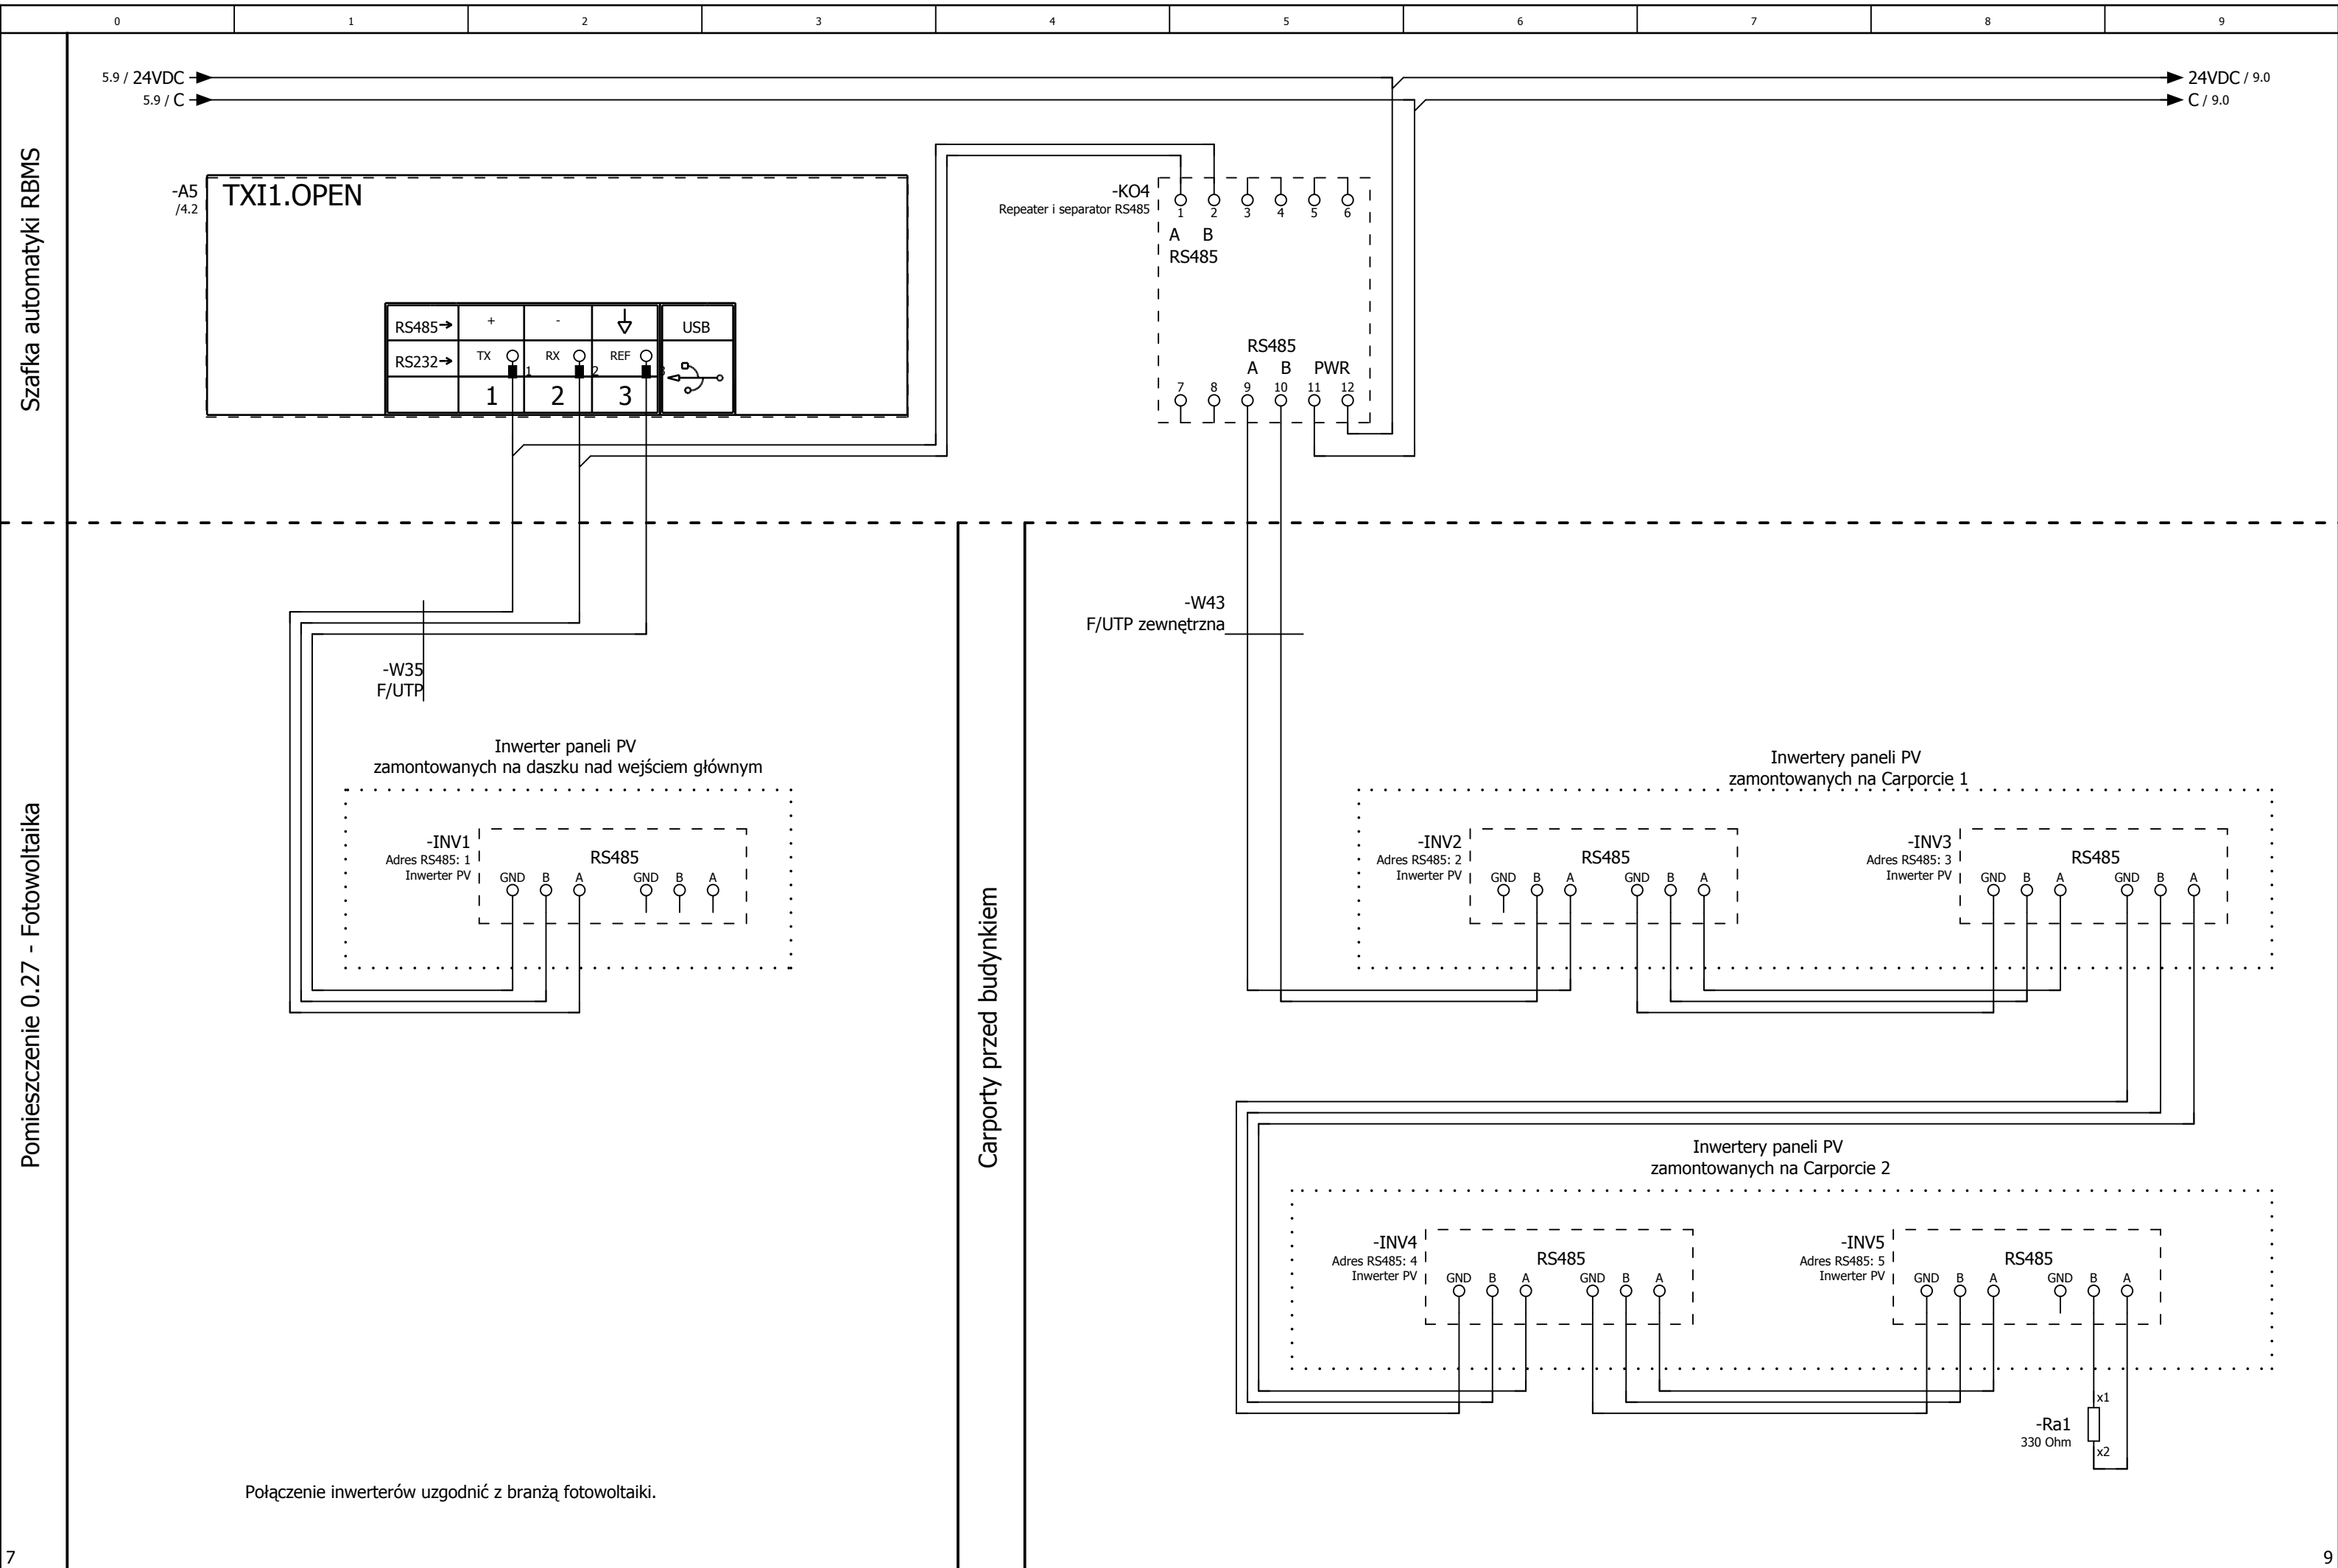 0 1 2 3 4 5 6 7 8 9
5.9 / 24VDC
24VDC / 9.0
5.9 / C
C / 9.0
Szafka automatyki RBMS
-A5
/4.2
TXI1.OPEN
RS485 + - USB
RS232 TX RX REF
1 2 3
1 2 3
-KO4
Repeater i separator RS485
1 2 3 4 5 6
A B
RS485
RS485
A B PWR
7 8 9 10 11 12
Pomieszczenie 0.27 - Fotowoltaika
-W35
F/UTP
Inwerter paneli PV
zamontowanych na daszku nad wejściem głównym
-INV1
Adres RS485: 1
Inwerter PV
RS485
GND B A GND B A
Połączenie inwerterów uzgodnić z branżą fotowoltaiki.
Carporty przed budynkiem
-W43
F/UTP zewnętrzna
Inwertery paneli PV
zamontowanych na Carporcie 1
-INV2
Adres RS485: 2
Inwerter PV
RS485
GND B A GND B A
-INV3
Adres RS485: 3
Inwerter PV
RS485
GND B A GND B A
Inwertery paneli PV
zamontowanych na Carporcie 2
-INV4
Adres RS485: 4
Inwerter PV
RS485
GND B A GND B A
-INV5
Adres RS485: 5
Inwerter PV
RS485
GND B A GND B A
x1
-Ra1
330 Ohm
x2
7
9